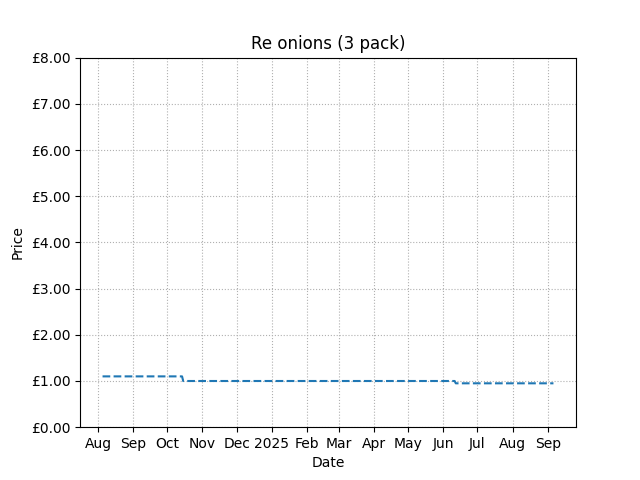 Re onions (3 pack)
£8.00
£7.00
£6.00
£5.00
£4.00
£3.00
£2.00
£1.00
£0.00
Price
Aug Sep Oct Nov Dec 2025 Feb Mar Apr May Jun Jul Aug Sep
Date